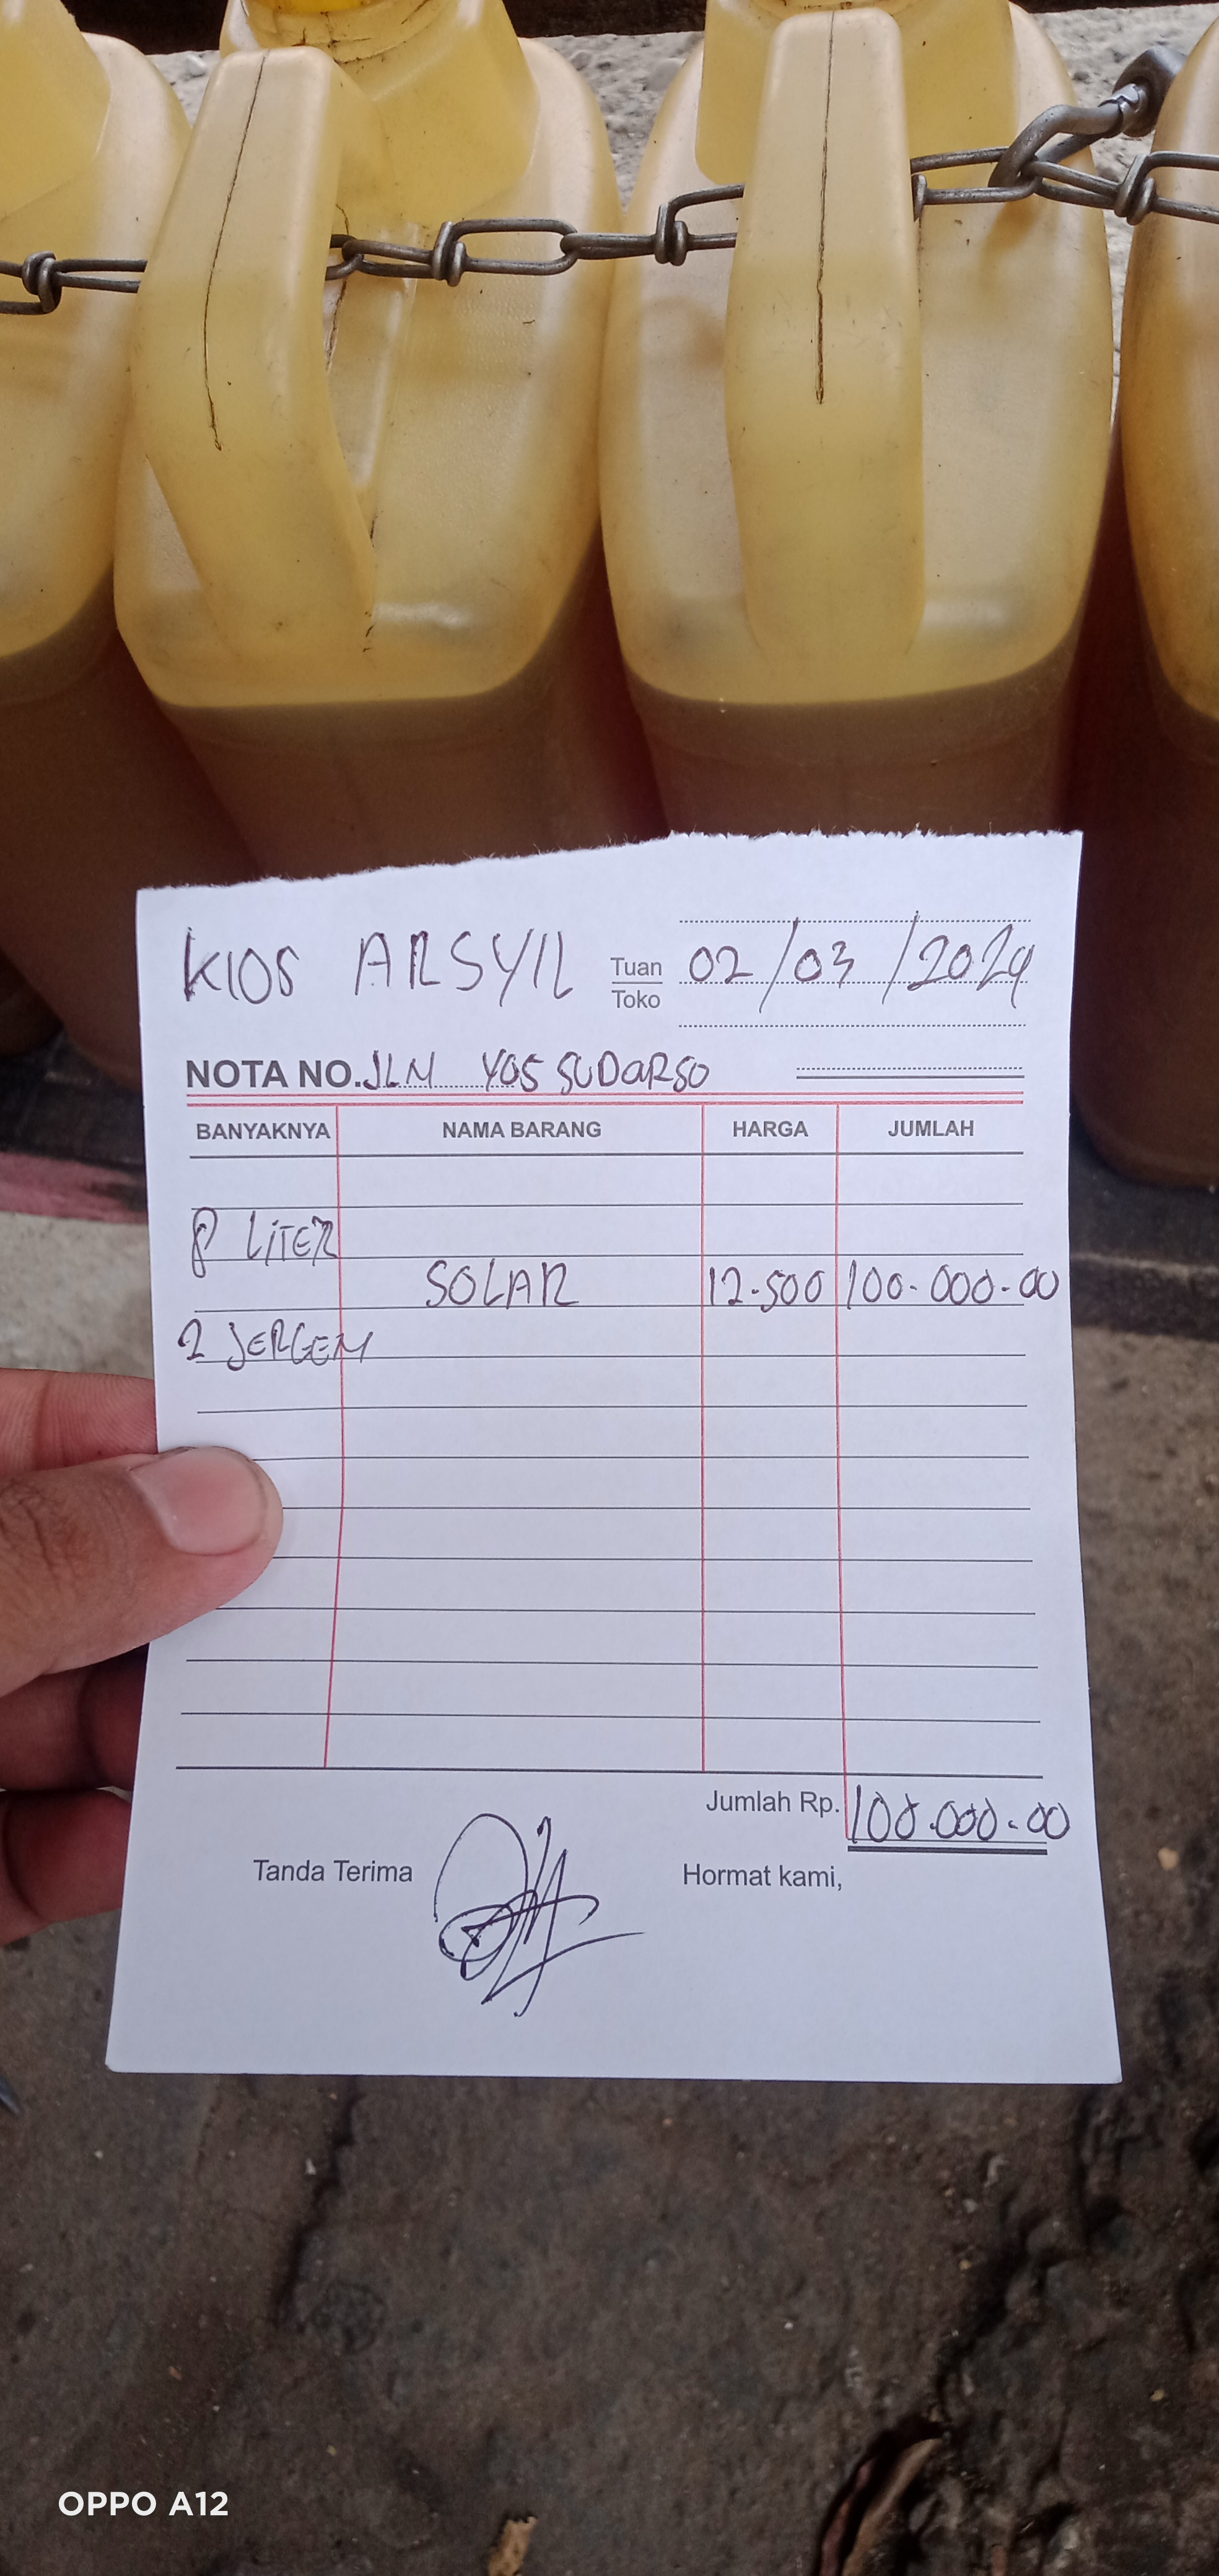 KIOS ARSYIL
Tuan
Toko
02/03/2024
NOTA NO. JLN YOS SUDARSO
BANYAKNYA NAMA BARANG HARGA JUMLAH
8 LITER
SOLAR 12.500 100.000.00
2 JERGEN
Jumlah Rp. 100.000.00
Tanda Terima Hormat kami,
OPPO A12